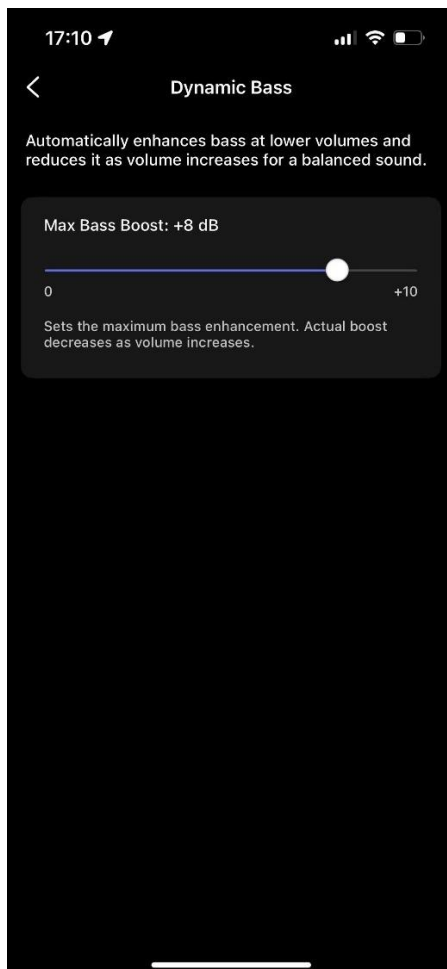 17:10
Dynamic Bass
Automatically enhances bass at lower volumes and
reduces it as volume increases for a balanced sound.
Max Bass Boost: +8 dB
0 +10
Sets the maximum bass enhancement. Actual boost
decreases as volume increases.